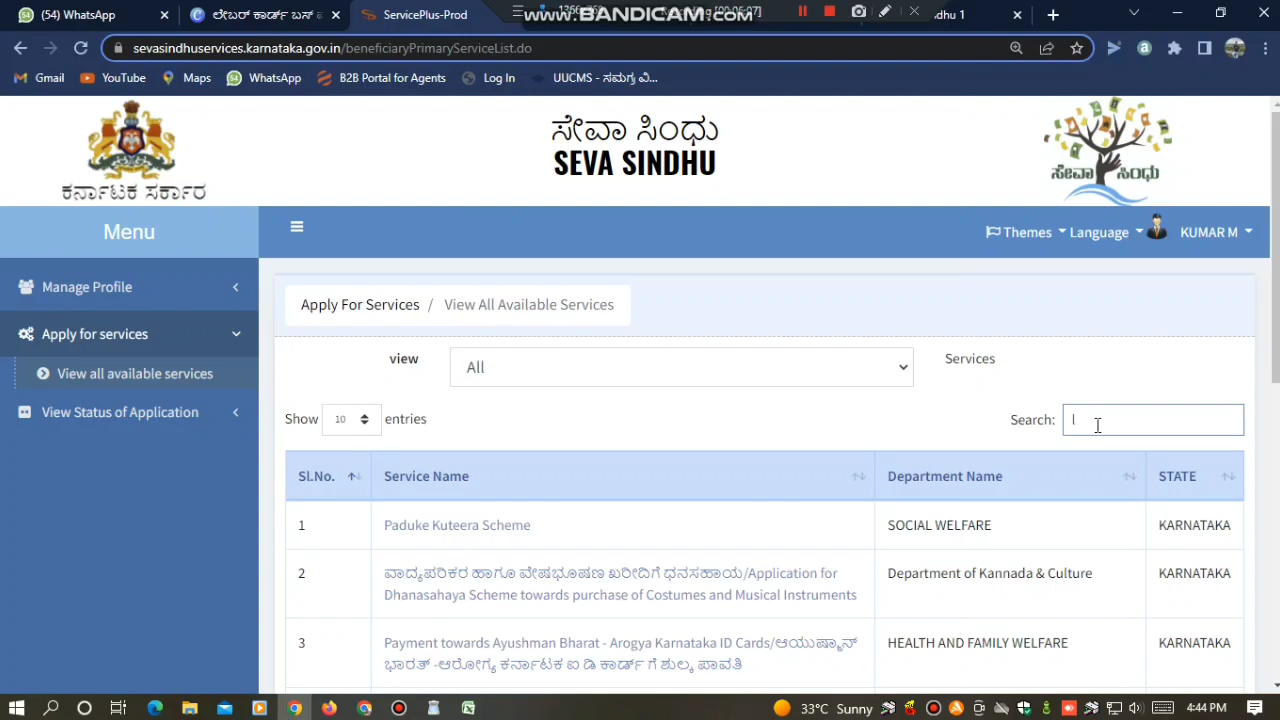 (54) WhatsApp
ಲೇಬರ್ ಕಾರ್ಡ್ ಬಸ್
ServicePlus-Prod
www.BANDICAM.com
dhu 1
sevasindhuservices.karnataka.gov.in/beneficiaryPrimaryServiceList.do
Gmail YouTube Maps WhatsApp B2B Portal for Agents Log In UUCMS - ಸಮಗ್ರ ವಿ...
ಸೇವಾ ಸಿಂಧು
SEVA SINDHU
ಕರ್ನಾಟಕ ಸರ್ಕಾರ
ಸೇವಾ ಸಿಂಧು
Menu
Themes Language KUMAR M
Manage Profile
Apply for services
View all available services
View Status of Application
Apply For Services / View All Available Services
view All Services
Show 10 entries Search: l
Sl.No. Service Name Department Name STATE
1 Paduke Kuteera Scheme SOCIAL WELFARE KARNATAKA
2 ವಾದ್ಯಪರಿಕರ ಹಾಗೂ ವೇಷಭೂಷಣ ಖರೀದಿಗೆ ಧನಸಹಾಯ/Application for Department of Kannada & Culture KARNATAKA
Dhanasahaya Scheme towards purchase of Costumes and Musical Instruments
3 Payment towards Ayushman Bharat - Arogya Karnataka ID Cards/ಆಯುಷ್ಮಾನ್ HEALTH AND FAMILY WELFARE KARNATAKA
ಭಾರತ್ -ಆರೋಗ್ಯ ಕರ್ನಾಟಕ ಐ ಡಿ ಕಾರ್ಡ್ ಗೆ ಶುಲ್ಕ ಪಾವತಿ
33°C Sunny 4:44 PM